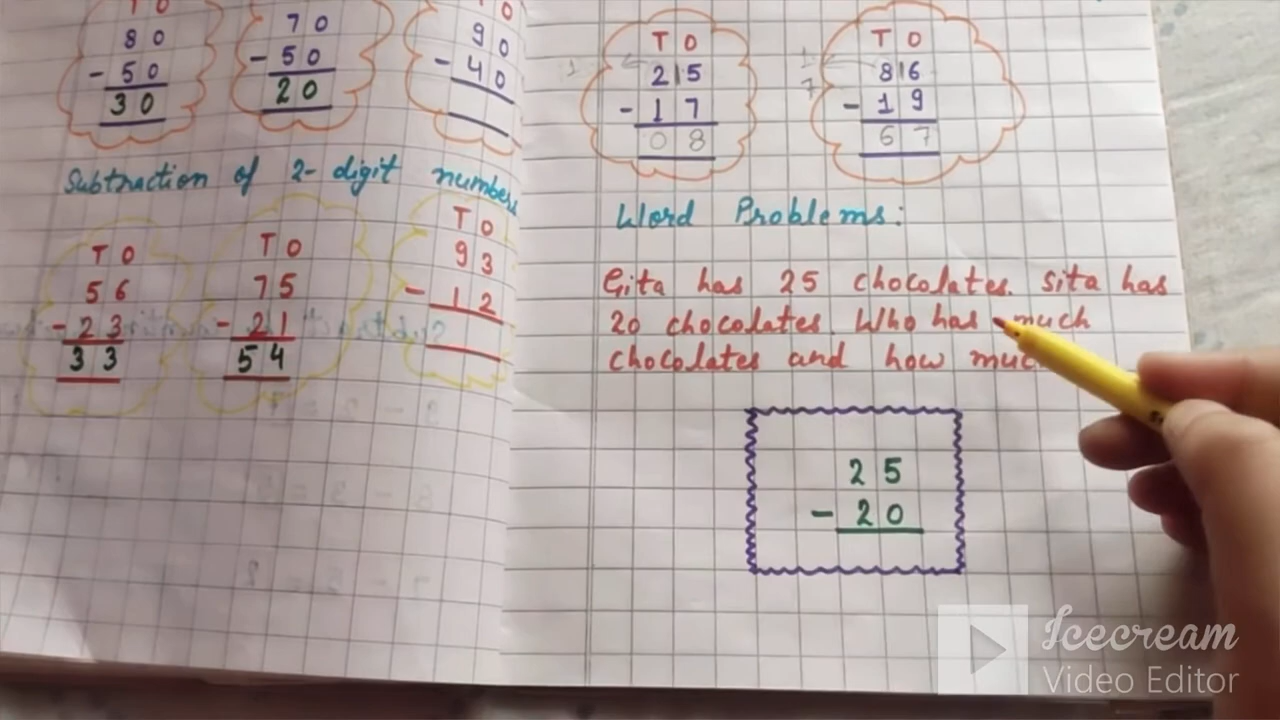 T O
8 0
- 5 0
3 0
7 0
- 5 0
2 0
O
9 0
- 4 0
Subtraction of 2- digit numbers
T O
5 6
- 2 3
3 3
T O
7 5
- 2 1
5 4
T O
9 3
- 1 2
T O
2 15
- 1 7
0 8
T O
8 16
- 1 9
6 7
1
7
Word Problems:
Gita has 25 chocolates. Sita has
20 chocolates. Who has much
chocolates and how much
2 5
- 2 0
Icecream
Video Editor